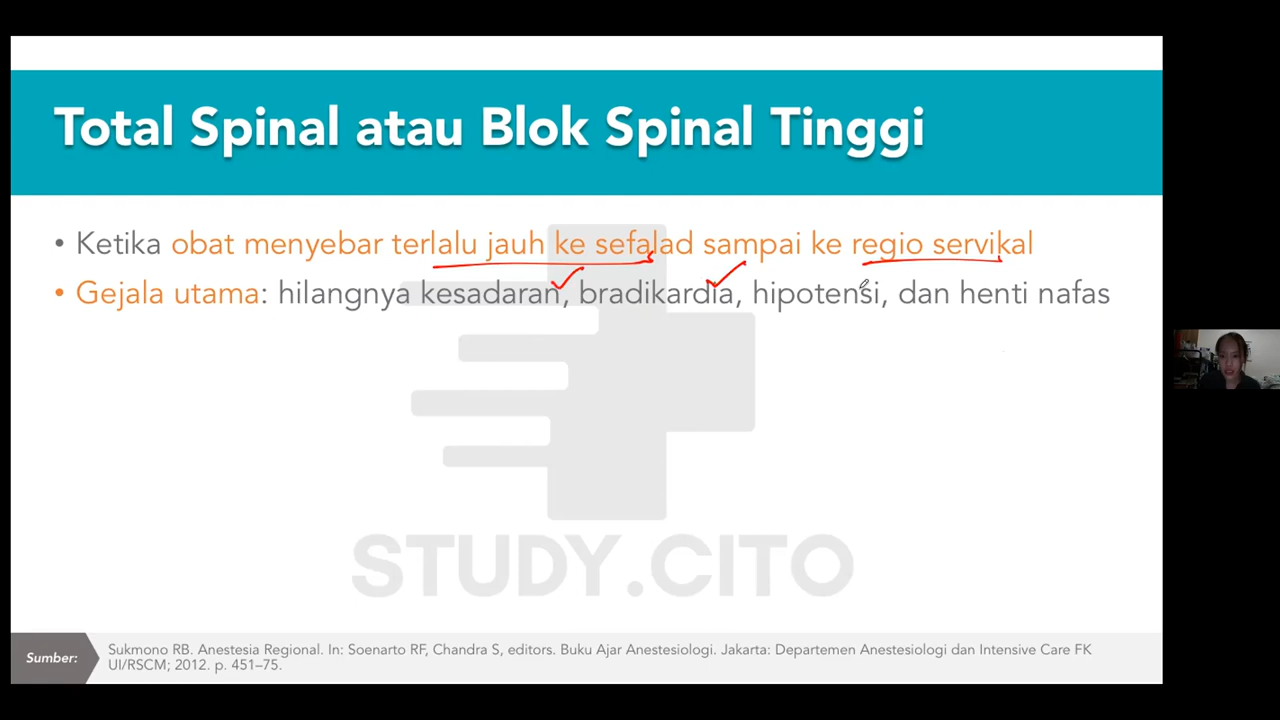 Total Spinal atau Blok Spinal Tinggi
• Ketika obat menyebar terlalu jauh ke sefalad sampai ke regio servikal
• Gejala utama: hilangnya kesadaran, bradikardia, hipotensi, dan henti nafas
STUDY.CITO
Sumber:
Sukmono RB. Anestesia Regional. In: Soenarto RF, Chandra S, editors. Buku Ajar Anestesiologi. Jakarta: Departemen Anestesiologi dan Intensive Care FK
UI/RSCM; 2012. p. 451–75.